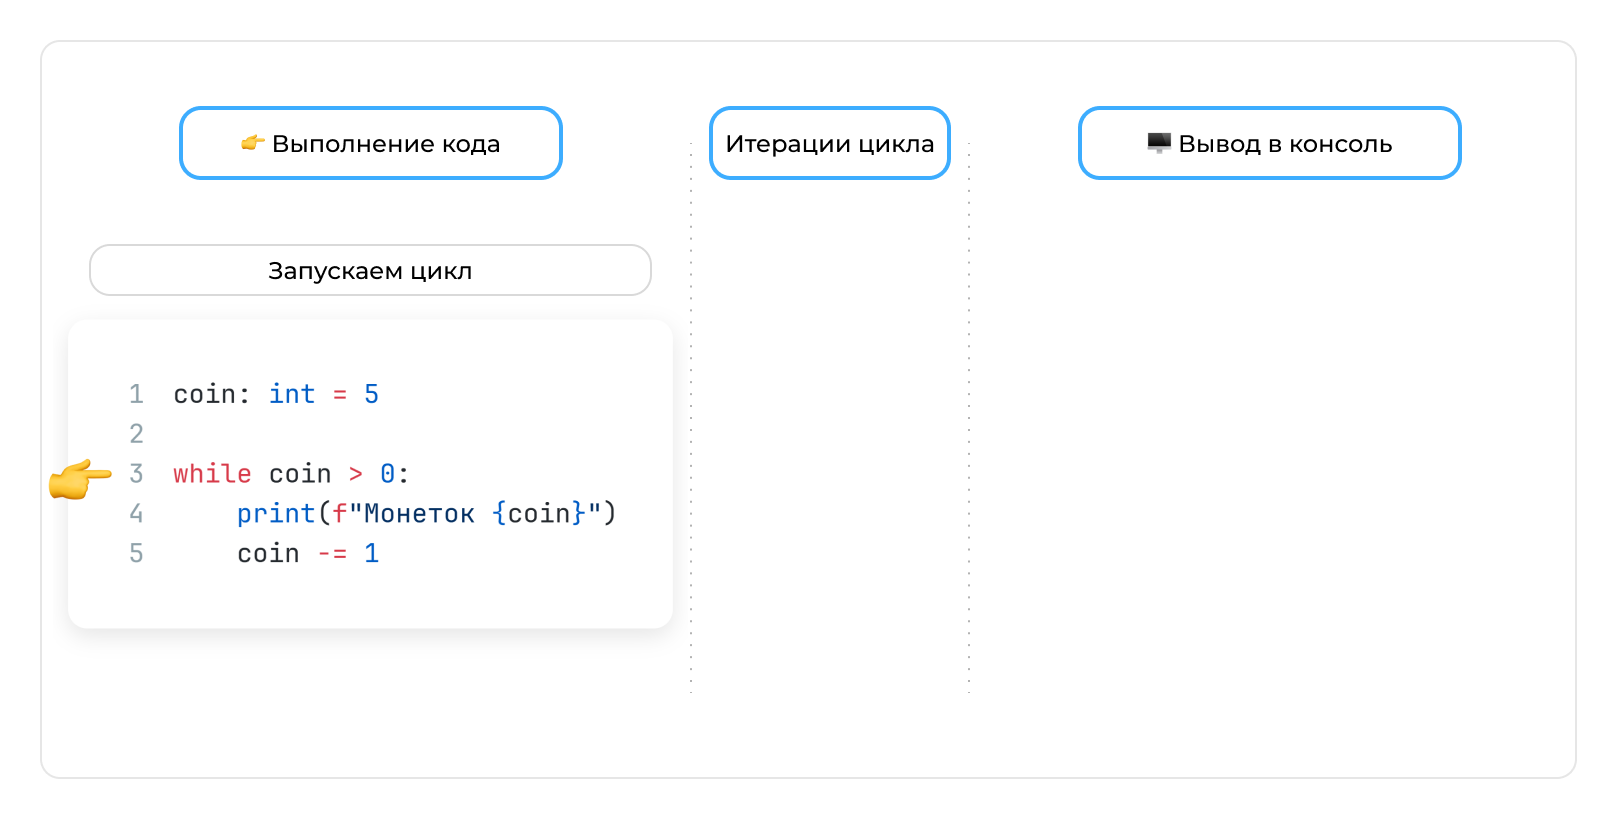 👉 Выполнение кода
Итерации цикла
🖥️ Вывод в консоль
Запускаем цикл
1 coin: int = 5
2
3 while coin > 0:
4     print(f"Монеток {coin}")
5     coin -= 1